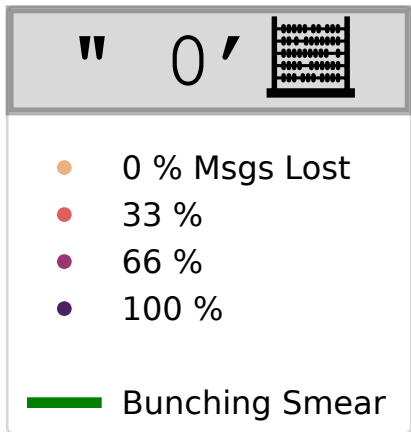 " 0′ 🧮
0 % Msgs Lost
33 %
66 %
100 %
Bunching Smear